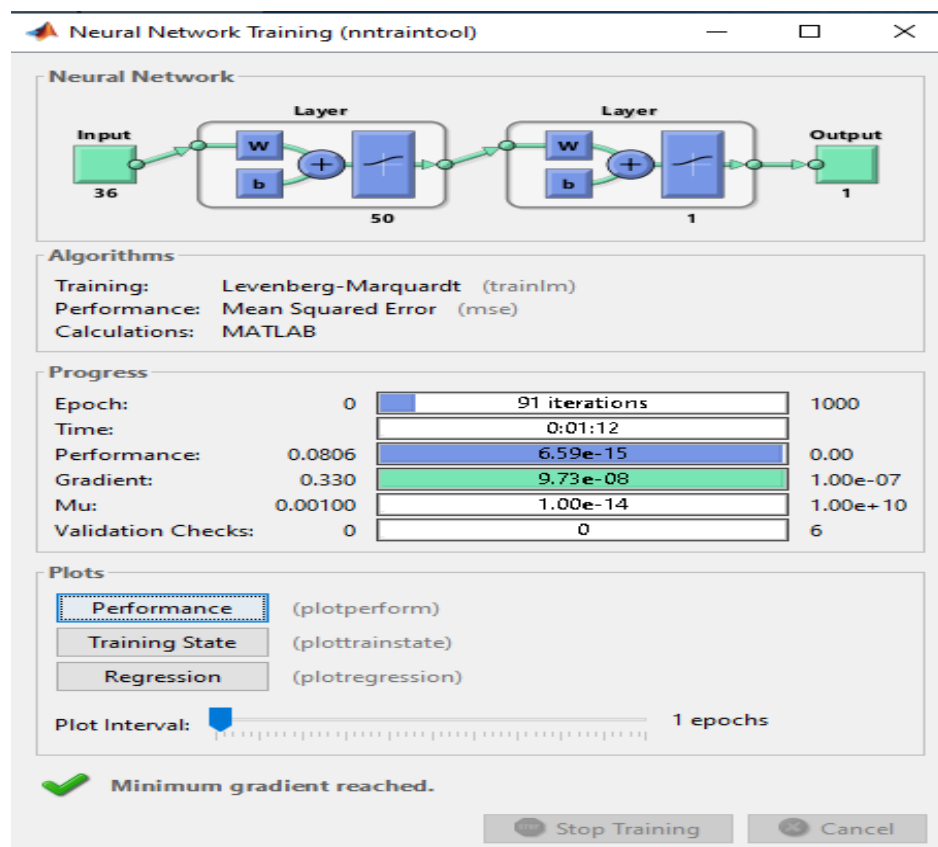 Neural Network Training (nntraintool)
Neural Network
Layer Layer
Input Output
W W
b b
36 1
50 1
Algorithms
Training: Levenberg-Marquardt (trainlm)
Performance: Mean Squared Error (mse)
Calculations: MATLAB
Progress
Epoch: 0 91 iterations 1000
Time: 0:01:12
Performance: 0.0806 6.59e-15 0.00
Gradient: 0.330 9.73e-08 1.00e-07
Mu: 0.00100 1.00e-14 1.00e+10
Validation Checks: 0 0 6
Plots
Performance (plotperform)
Training State (plottrainstate)
Regression (plotregression)
Plot Interval: 1 epochs
Minimum gradient reached.
Stop Training Cancel